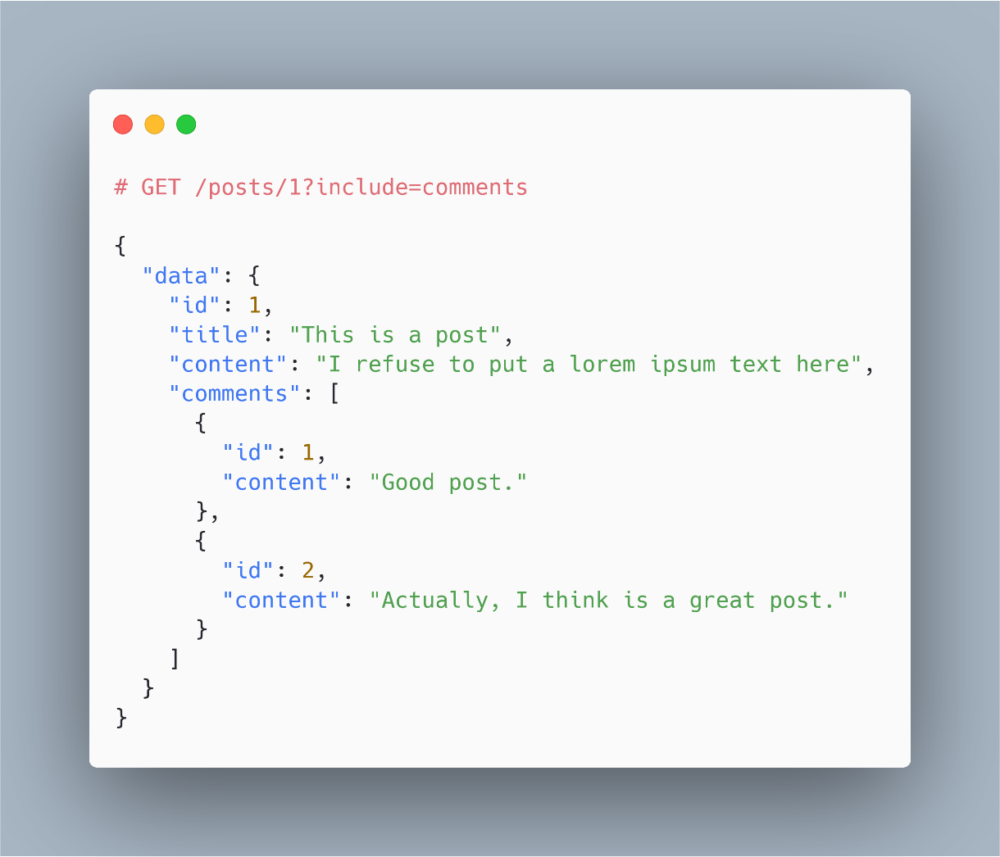 # GET /posts/1?include=comments
{
"data": {
"id": 1,
"title": "This is a post",
"content": "I refuse to put a lorem ipsum text here",
"comments": [
{
"id": 1,
"content": "Good post."
},
{
"id": 2,
"content": "Actually, I think is a great post."
}
]
}
}